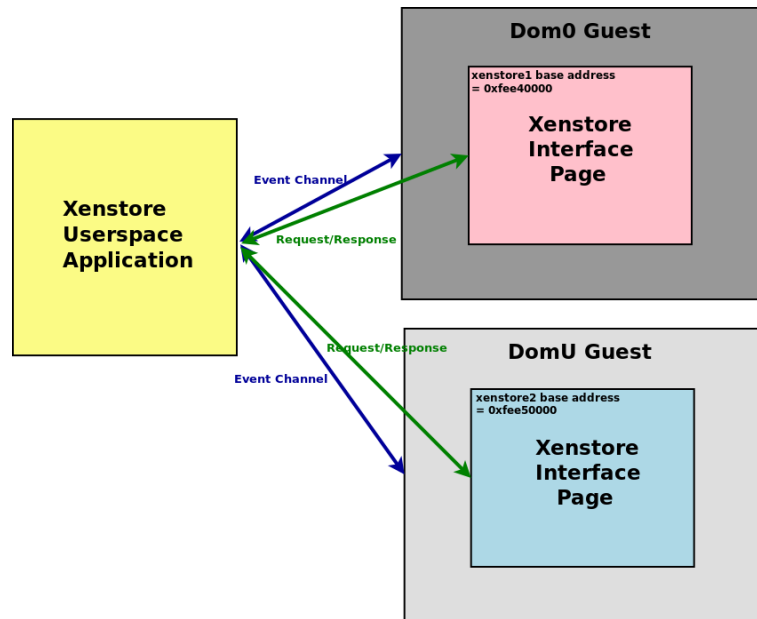 Dom0 Guest
xenstore1 base address
= 0xfee40000
Xenstore
Interface
Page
Xenstore
Userspace
Application
Event Channel
Request/Response
Request/Response
Event Channel
DomU Guest
xenstore2 base address
= 0xfee50000
Xenstore
Interface
Page